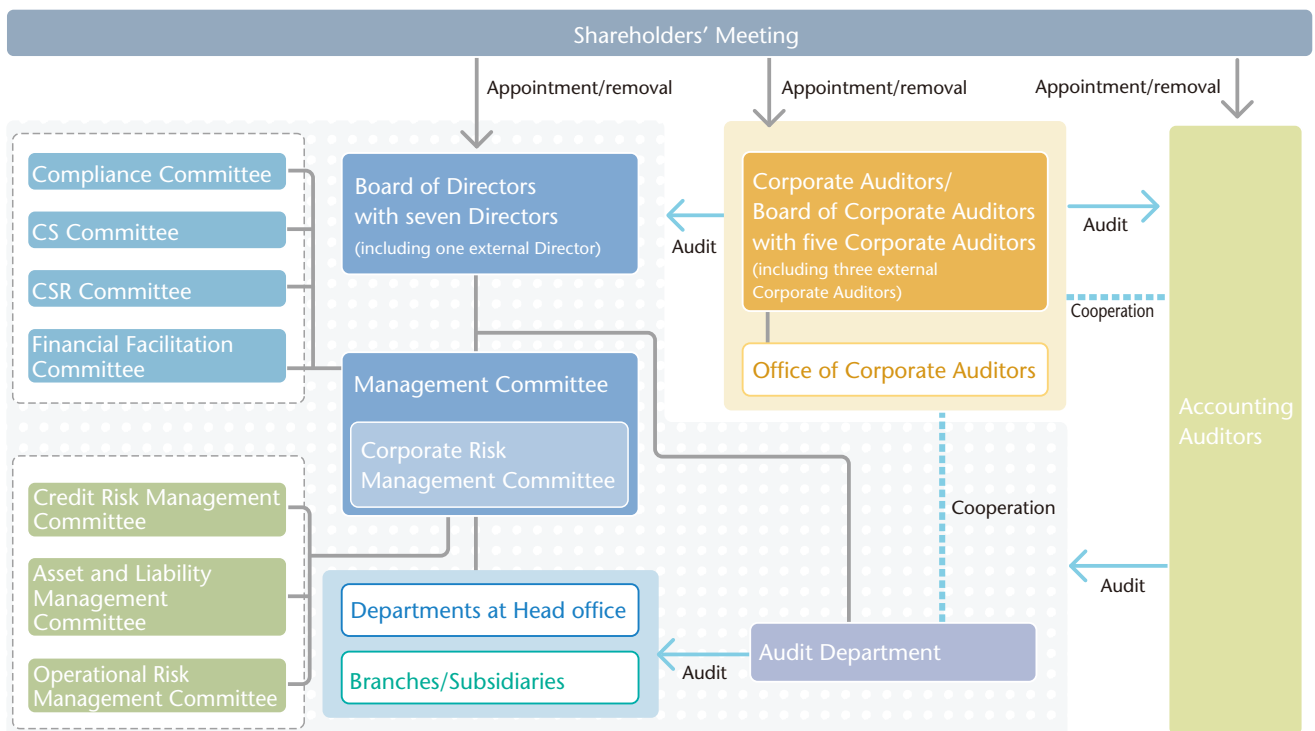 Shareholders' Meeting
Appointment/removal
Appointment/removal
Appointment/removal
Compliance Committee
CS Committee
CSR Committee
Financial Facilitation
Committee
Board of Directors
with seven Directors
(including one external Director)
Audit
Corporate Auditors/
Board of Corporate Auditors
with five Corporate Auditors
(including three external
Corporate Auditors)
Office of Corporate Auditors
Audit
Cooperation
Accounting
Auditors
Management Committee
Corporate Risk
Management Committee
Credit Risk Management
Committee
Asset and Liability
Management
Committee
Operational Risk
Management Committee
Departments at Head office
Branches/Subsidiaries
Audit
Audit Department
Cooperation
Audit